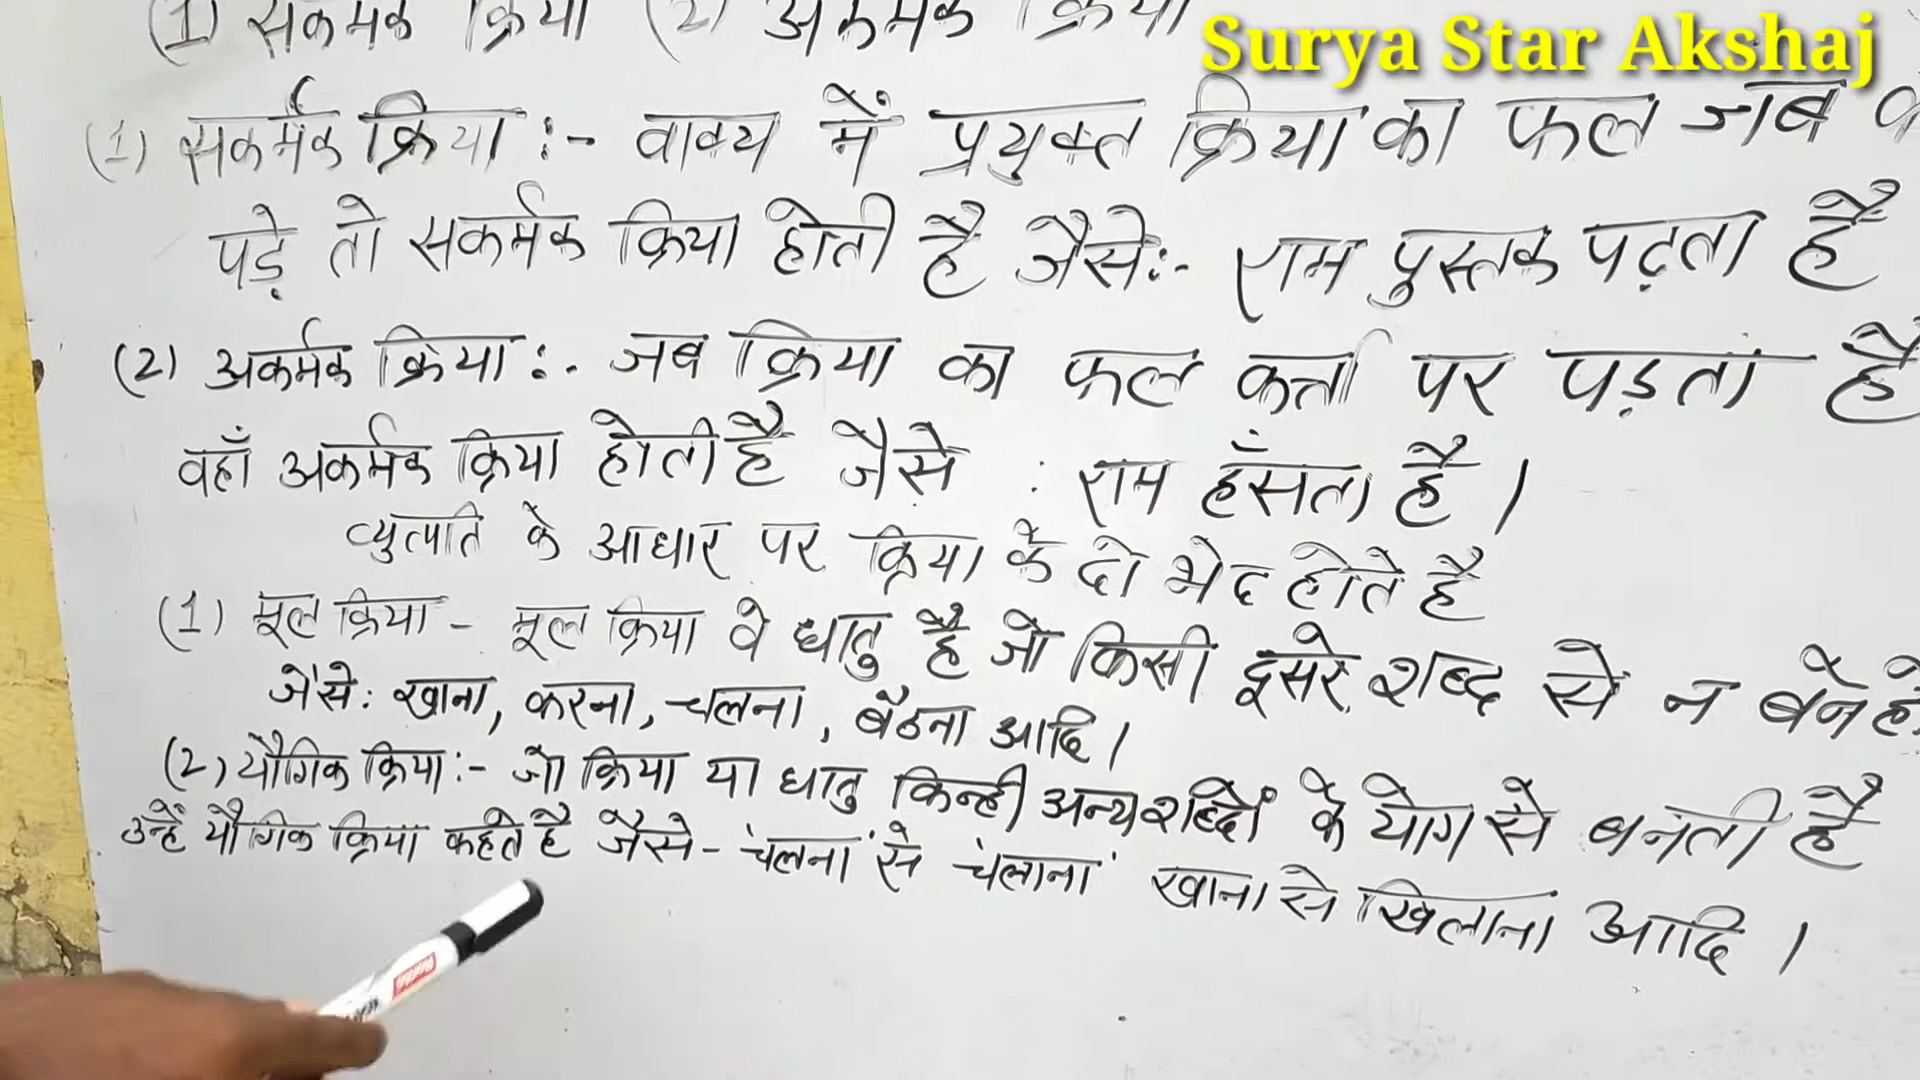 (1) सकर्मक क्रिया (2) अकर्मक क्रिया
Surya Star Akshaj
(1) सकर्मक क्रिया :- वाक्य में प्रयुक्त क्रिया का फल जब
पड़े तो सकर्मक क्रिया होती है जैसे:- राम पुस्तक पढ़ता है
(2) अकर्मक क्रिया :- जब क्रिया का फल कर्त्ता पर पड़ता है
वहाँ अकर्मक क्रिया होती है जैसे : राम हँसता है।
व्युत्पति के आधार पर क्रिया के दो भेद होते है
(1) मूल क्रिया - मूल क्रिया वे धातु है जो किसी दूसरे शब्द से न बने हो
जैसे: खाना, करना, चलना, बैठना आदि।
(2) यौगिक क्रिया:- जो क्रिया या धातु किन्ही अन्य शब्दों के योग से बनती है
उन्हें यौगिक क्रिया कहते है जैसे - 'चलना' से 'चलाना' खाना से खिलाना आदि।